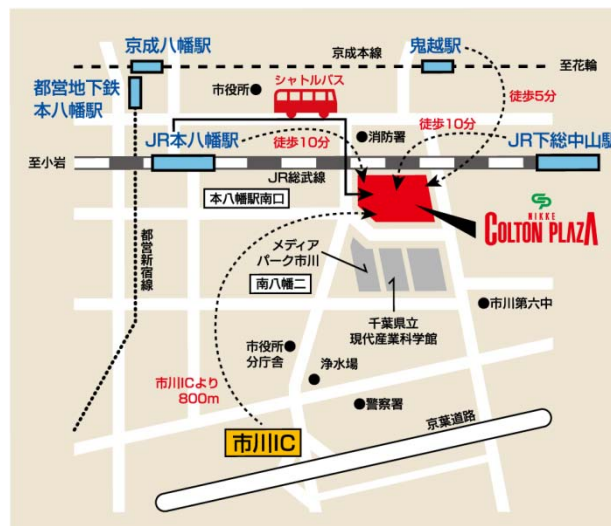 京成八幡駅
京成本線
鬼越駅
至花輪
都営地下鉄
本八幡駅
市役所
シャトルバス
徒歩5分
JR本八幡駅
徒歩10分
消防署
徒歩10分
JR下総中山駅
至小岩
JR総武線
本八幡駅南口
NIKKE
COLTON PLAZA
都営新宿線
メディア
パーク市川
南八幡二
千葉県立
現代産業科学館
市川第六中
市役所
分庁舎
浄水場
市川ICより
800m
警察署
京葉道路
市川IC